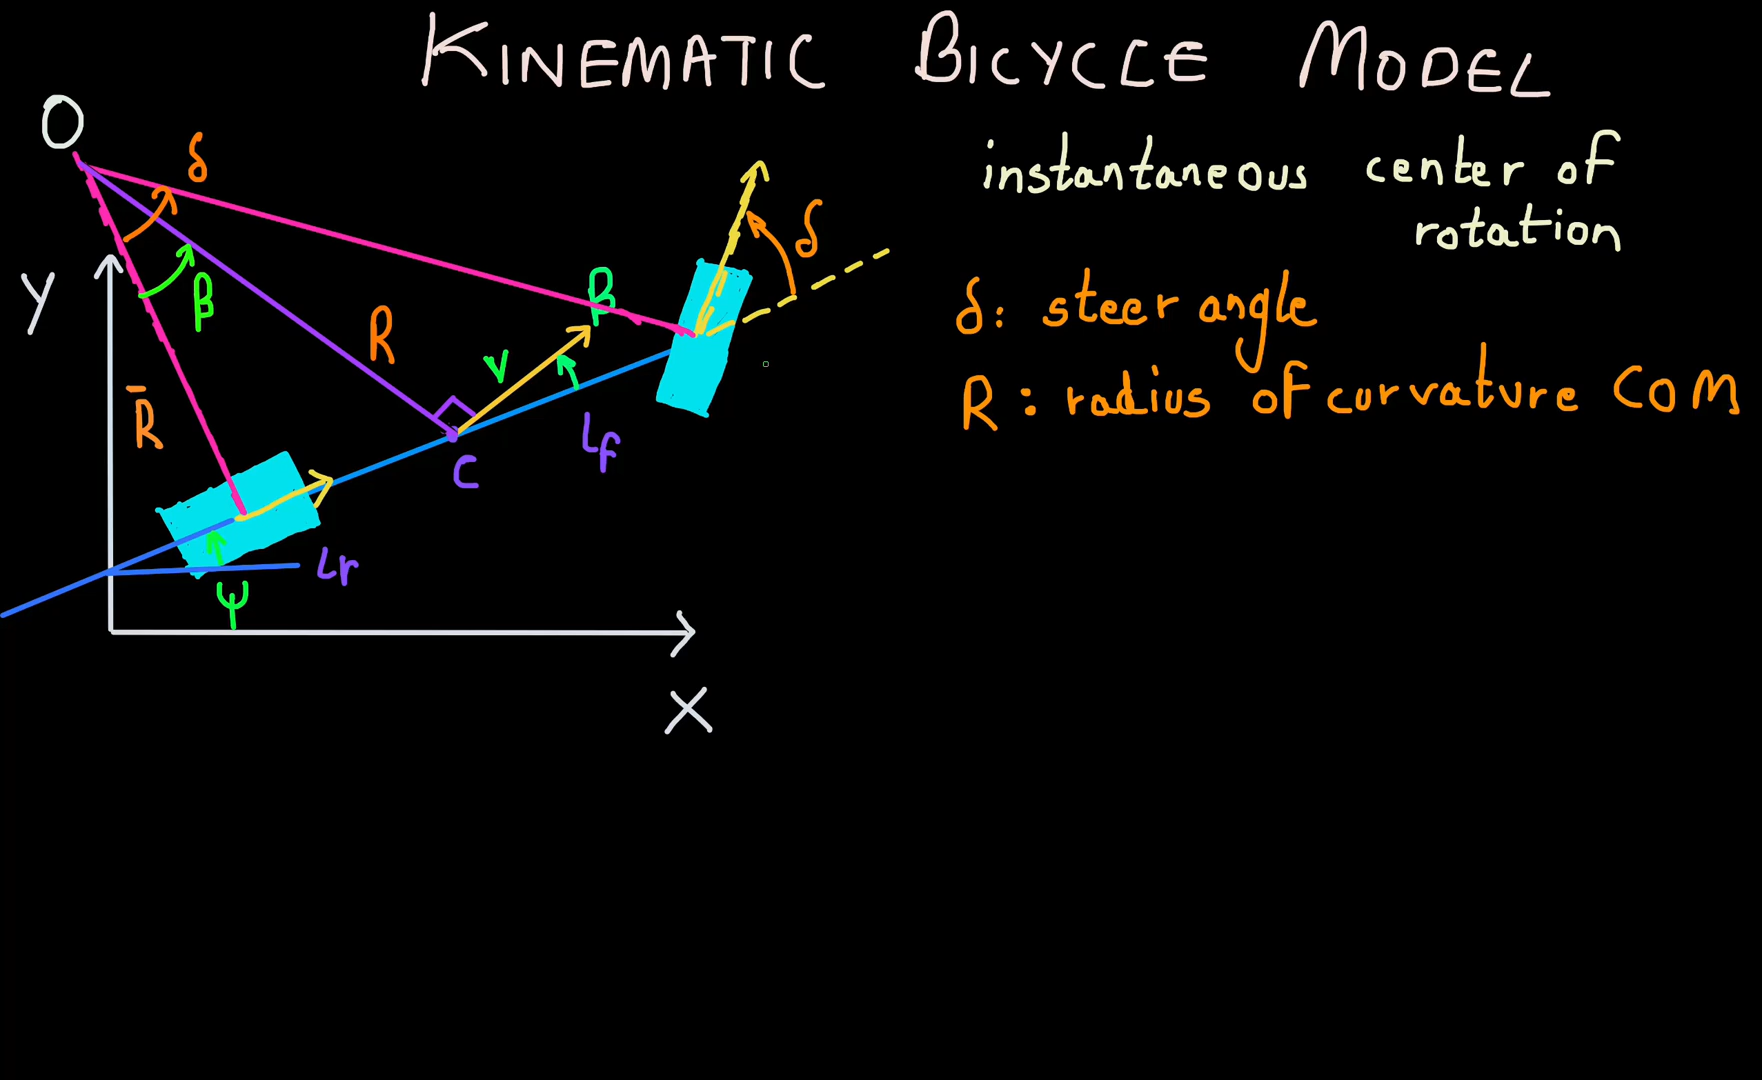 KINEMATIC BICYCLE MODEL
O
δ
instantaneous center of
rotation
δ
Y
β
β
δ: steer angle
R
V
R : radius of curvature COM
R̄
Lf
C
Lr
ψ
X